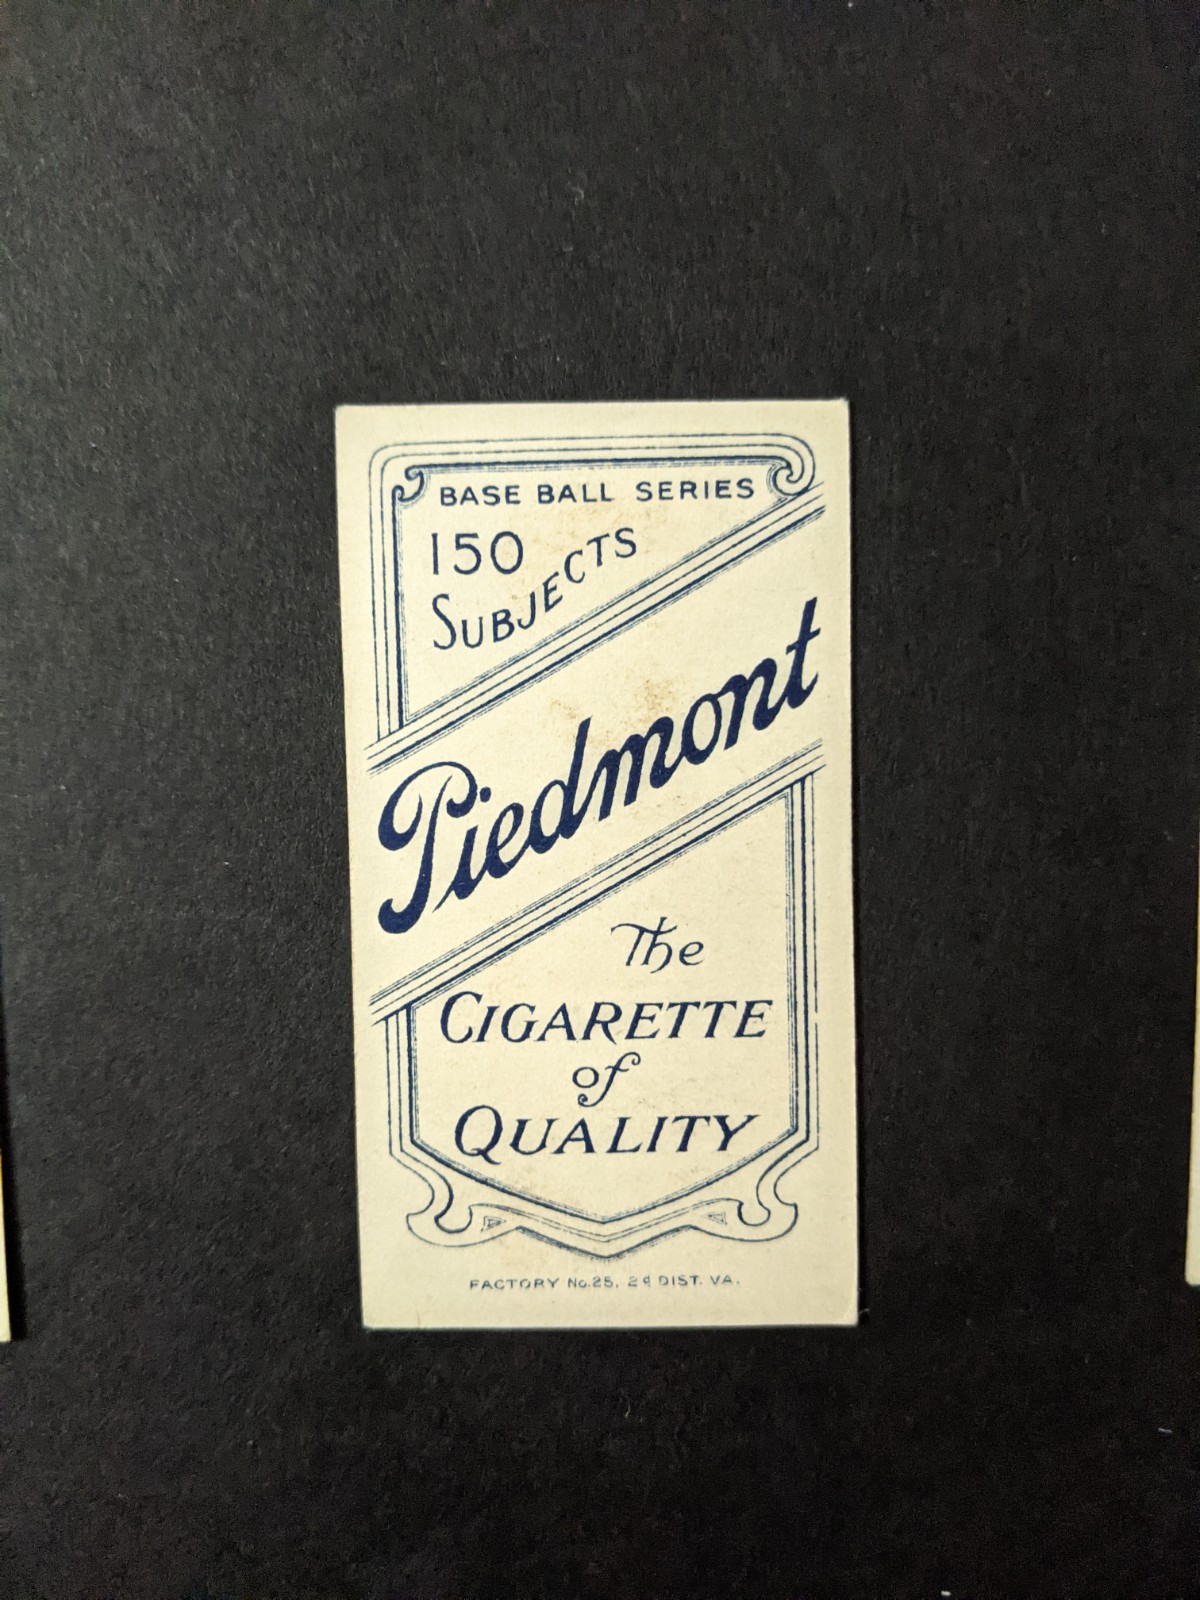 BASE BALL SERIES
150
SUBJECTS
Piedmont
The
CIGARETTE
of
QUALITY
FACTORY No. 25, 2d DIST. VA.